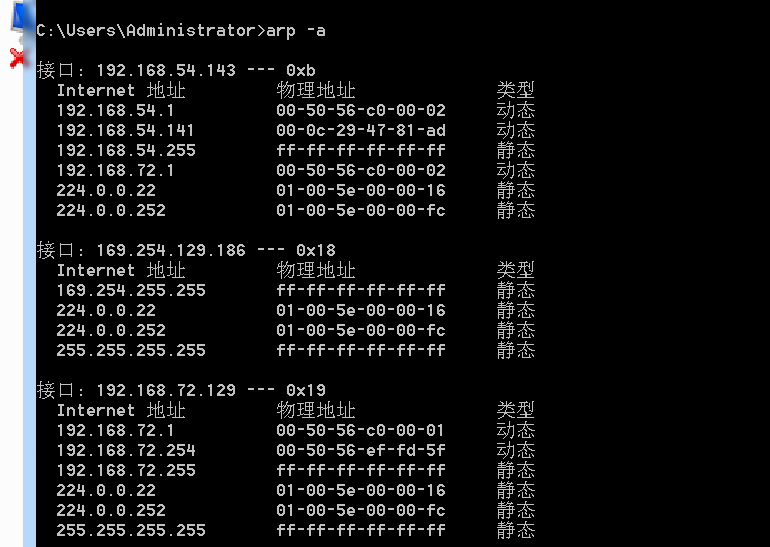 C:\Users\Administrator>arp -a
接口: 192.168.54.143 --- 0xb
Internet 地址 物理地址 类型
192.168.54.1 00-50-56-c0-00-02 动态
192.168.54.141 00-0c-29-47-81-ad 动态
192.168.54.255 ff-ff-ff-ff-ff-ff 静态
192.168.72.1 00-50-56-c0-00-02 动态
224.0.0.22 01-00-5e-00-00-16 静态
224.0.0.252 01-00-5e-00-00-fc 静态
接口: 169.254.129.186 --- 0x18
Internet 地址 物理地址 类型
169.254.255.255 ff-ff-ff-ff-ff-ff 静态
224.0.0.22 01-00-5e-00-00-16 静态
224.0.0.252 01-00-5e-00-00-fc 静态
255.255.255.255 ff-ff-ff-ff-ff-ff 静态
接口: 192.168.72.129 --- 0x19
Internet 地址 物理地址 类型
192.168.72.1 00-50-56-c0-00-01 动态
192.168.72.254 00-50-56-ef-fd-5f 动态
192.168.72.255 ff-ff-ff-ff-ff-ff 静态
224.0.0.22 01-00-5e-00-00-16 静态
224.0.0.252 01-00-5e-00-00-fc 静态
255.255.255.255 ff-ff-ff-ff-ff-ff 静态